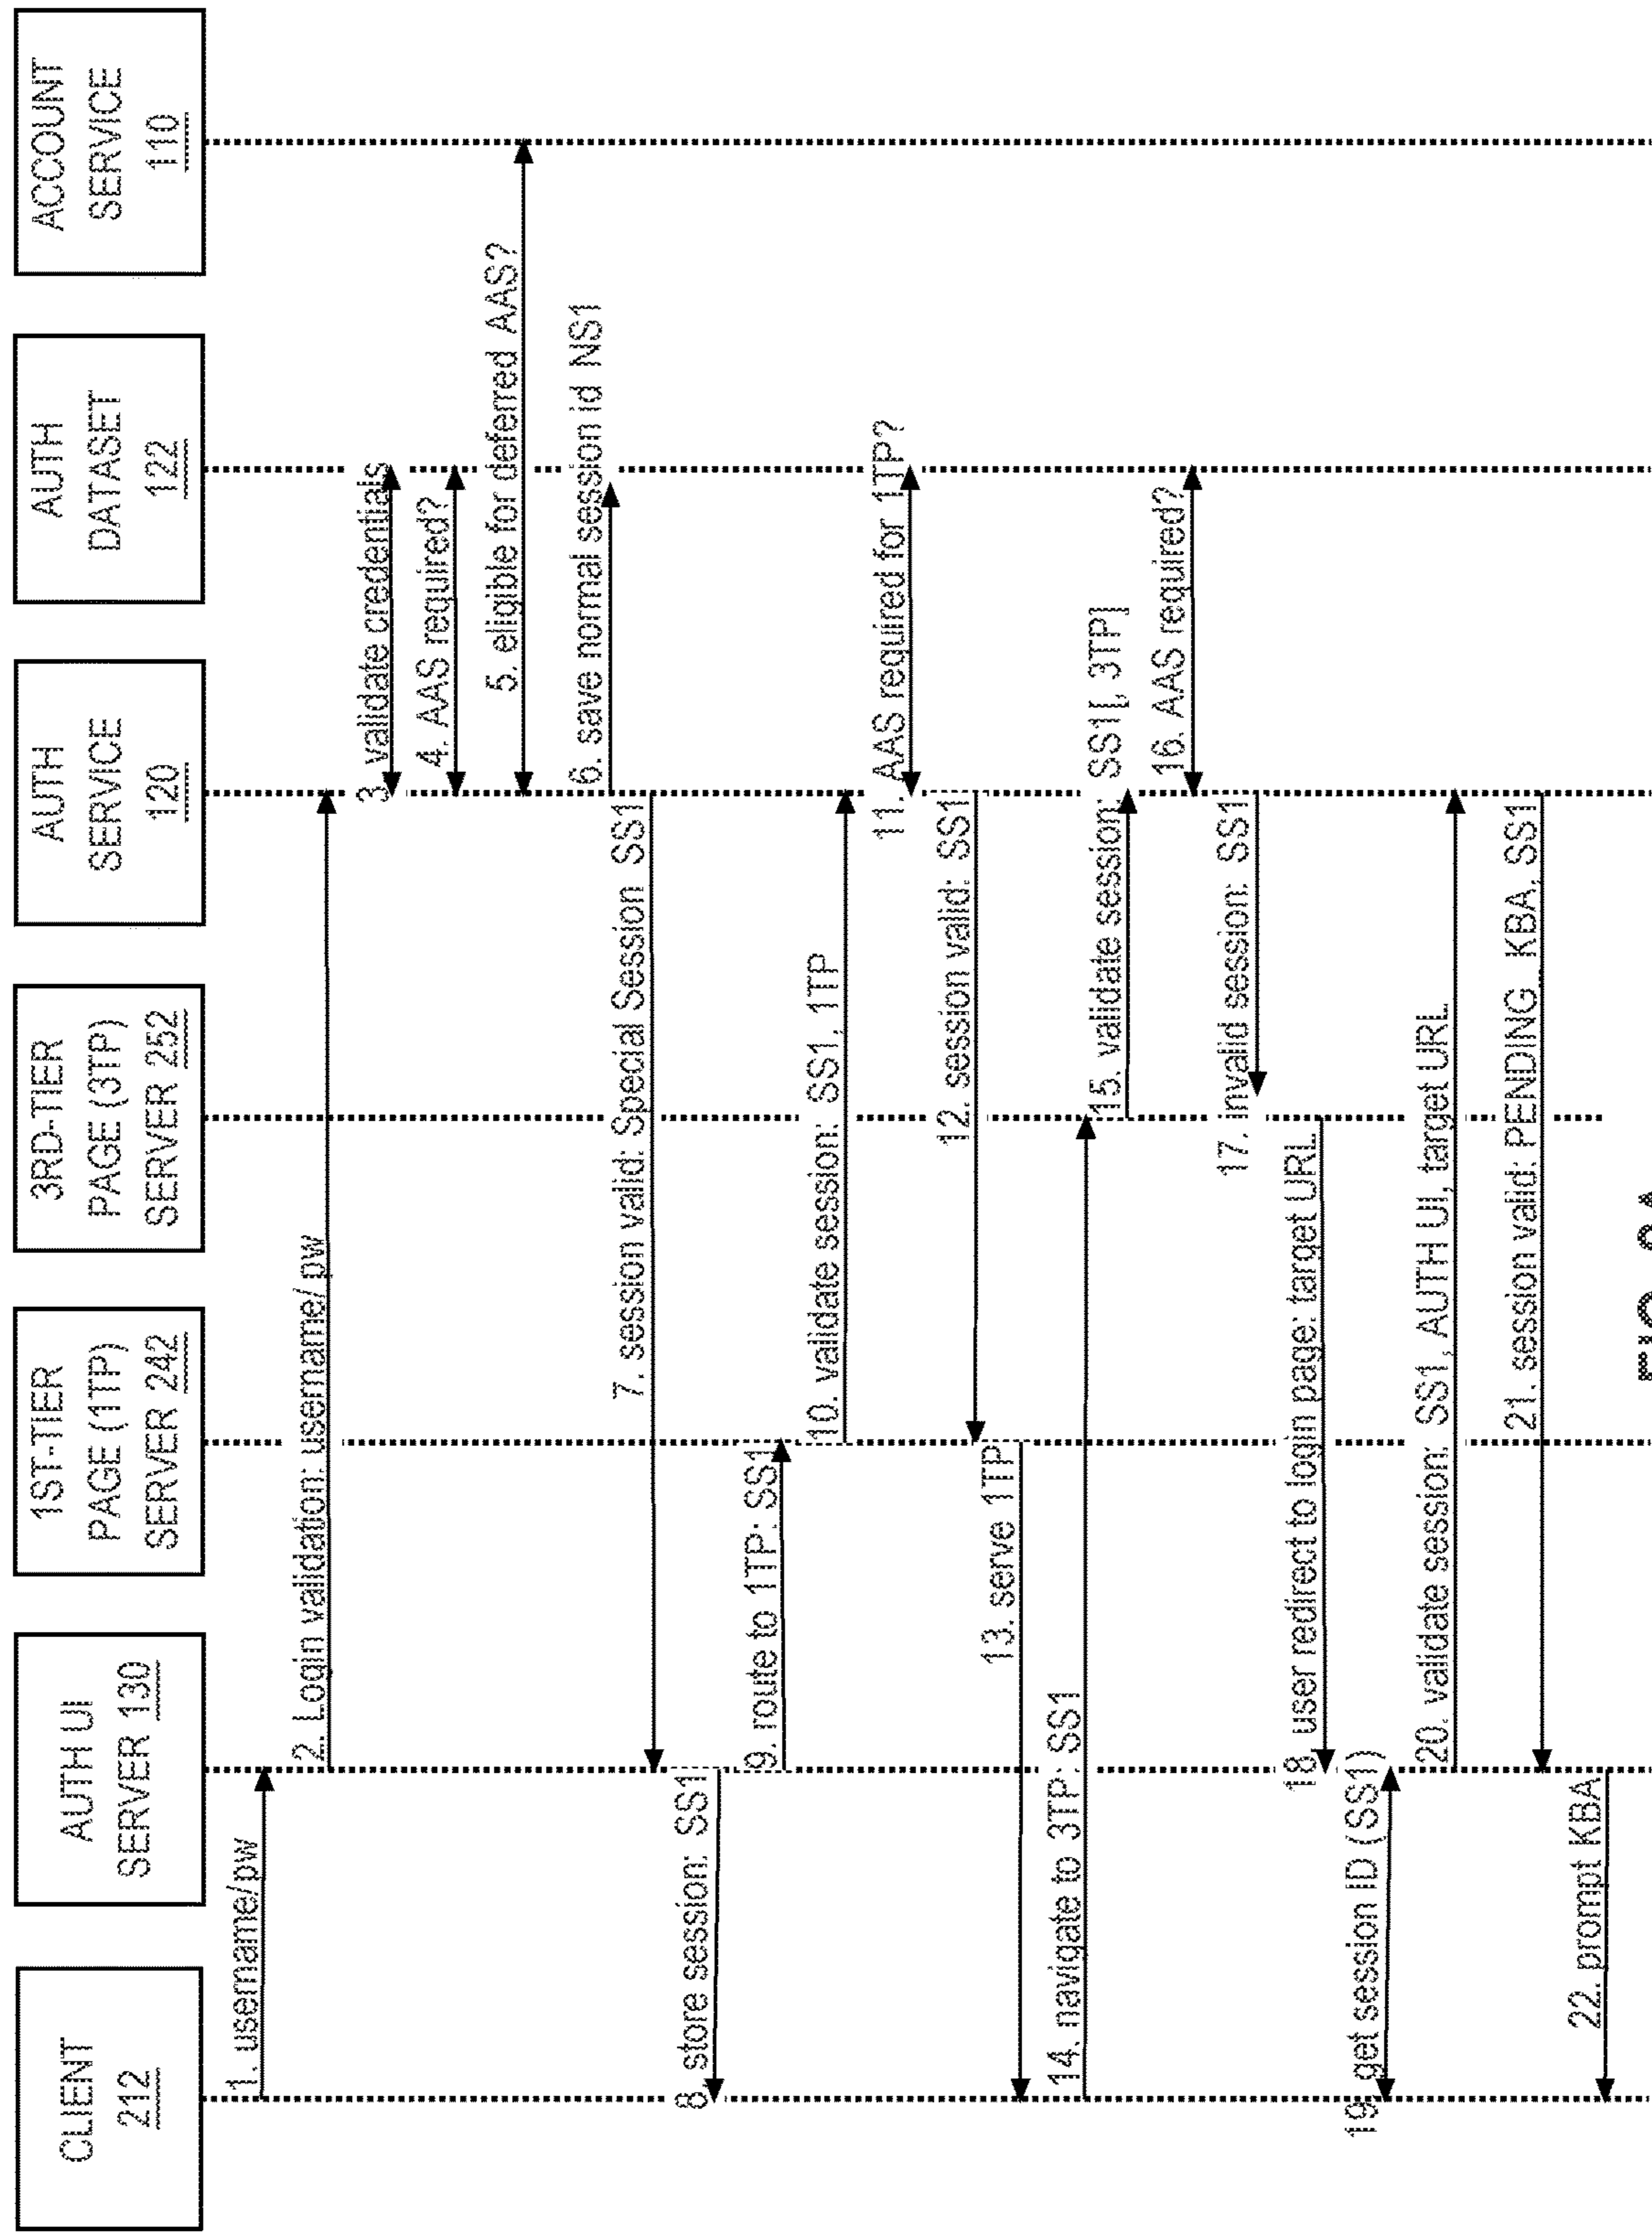 CLIENT
212
AUTH UI
SERVER 130
1ST-TIER
PAGE (1TP)
SERVER 242
3RD-TIER
PAGE (3TP)
SERVER 252
AUTH
SERVICE
120
AUTH
DATASET
122
ACCOUNT
SERVICE
110
1. username/pw
2. Login validation: username/ pw
3. validate credentials
4. AAS required?
5. eligible for deferred AAS?
6. save normal session id NS1
7. session valid: Special Session SS1
8. store session: SS1
9. route to 1TP: SS1
10. validate session: SS1, 1TP
11. AAS required for 1TP?
12. session valid: SS1
13. serve 1TP
14. navigate to 3TP: SS1
15. validate session: SS1[, 3TP]
16. AAS required?
17. invalid session: SS1
18. user redirect to login page: target URL
19. get session ID (SS1)
20. validate session: SS1, AUTH UI, target URL
21. session valid: PENDING_KBA, SS1
22. prompt KBA